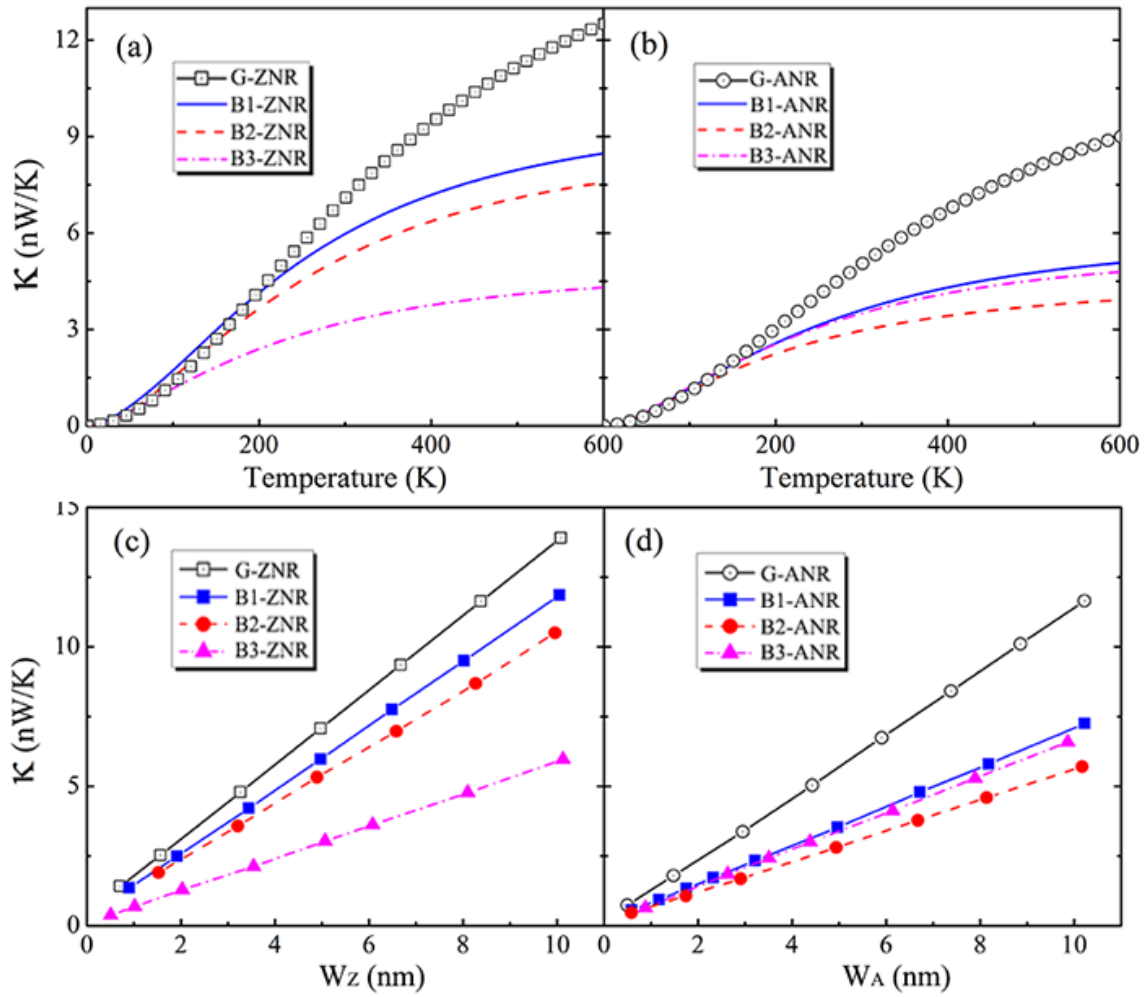 (a)
G-ZNR
B1-ZNR
B2-ZNR
B3-ZNR
(b)
G-ANR
B1-ANR
B2-ANR
B3-ANR
12
9
6
3
0
κ (nW/K)
0 200 400 600
Temperature (K)
0 200 400 600
Temperature (K)
(c)
G-ZNR
B1-ZNR
B2-ZNR
B3-ZNR
(d)
G-ANR
B1-ANR
B2-ANR
B3-ANR
15
10
5
0
κ (nW/K)
0 2 4 6 8 10
Wz (nm)
0 2 4 6 8 10
WA (nm)